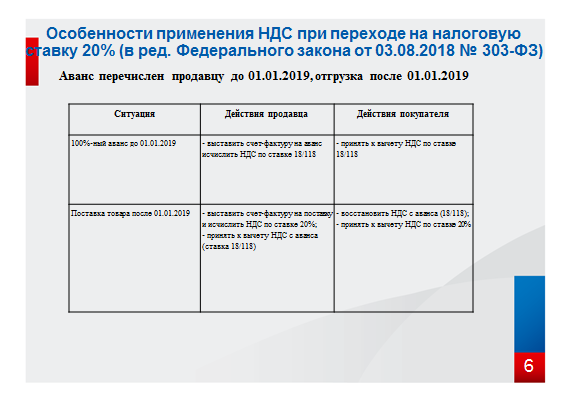 Особенности применения НДС при переходе на налоговую
ставку 20% (в ред. Федерального закона от 03.08.2018 № 303-ФЗ)
Аванс перечислен продавцу до 01.01.2019, отгрузка после 01.01.2019
Ситуация
Действия продавца
Действия покупателя
100%-ный аванс до 01.01.2019
- выставить счет-фактуру на аванс
исчислить НДС по ставке 18/118
- принять к вычету НДС по ставке
18/118
Поставка товара после 01.01.2019
- выставить счет-фактуру на поставку
и исчислить НДС по ставке 20%;
- принять к вычету НДС с аванса
(ставка 18/118)
- восстановить НДС с аванса (18/118);
- принять к вычету НДС по ставке 20%
6